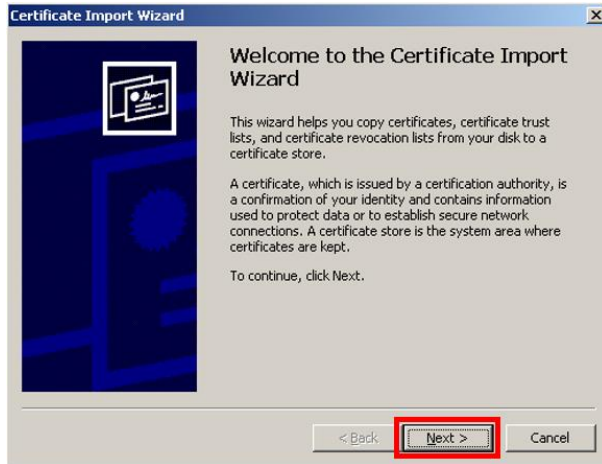 Certificate Import Wizard
Welcome to the Certificate Import
Wizard
This wizard helps you copy certificates, certificate trust
lists, and certificate revocation lists from your disk to a
certificate store.
A certificate, which is issued by a certification authority, is
a confirmation of your identity and contains information
used to protect data or to establish secure network
connections. A certificate store is the system area where
certificates are kept.
To continue, click Next.
< Back Next > Cancel